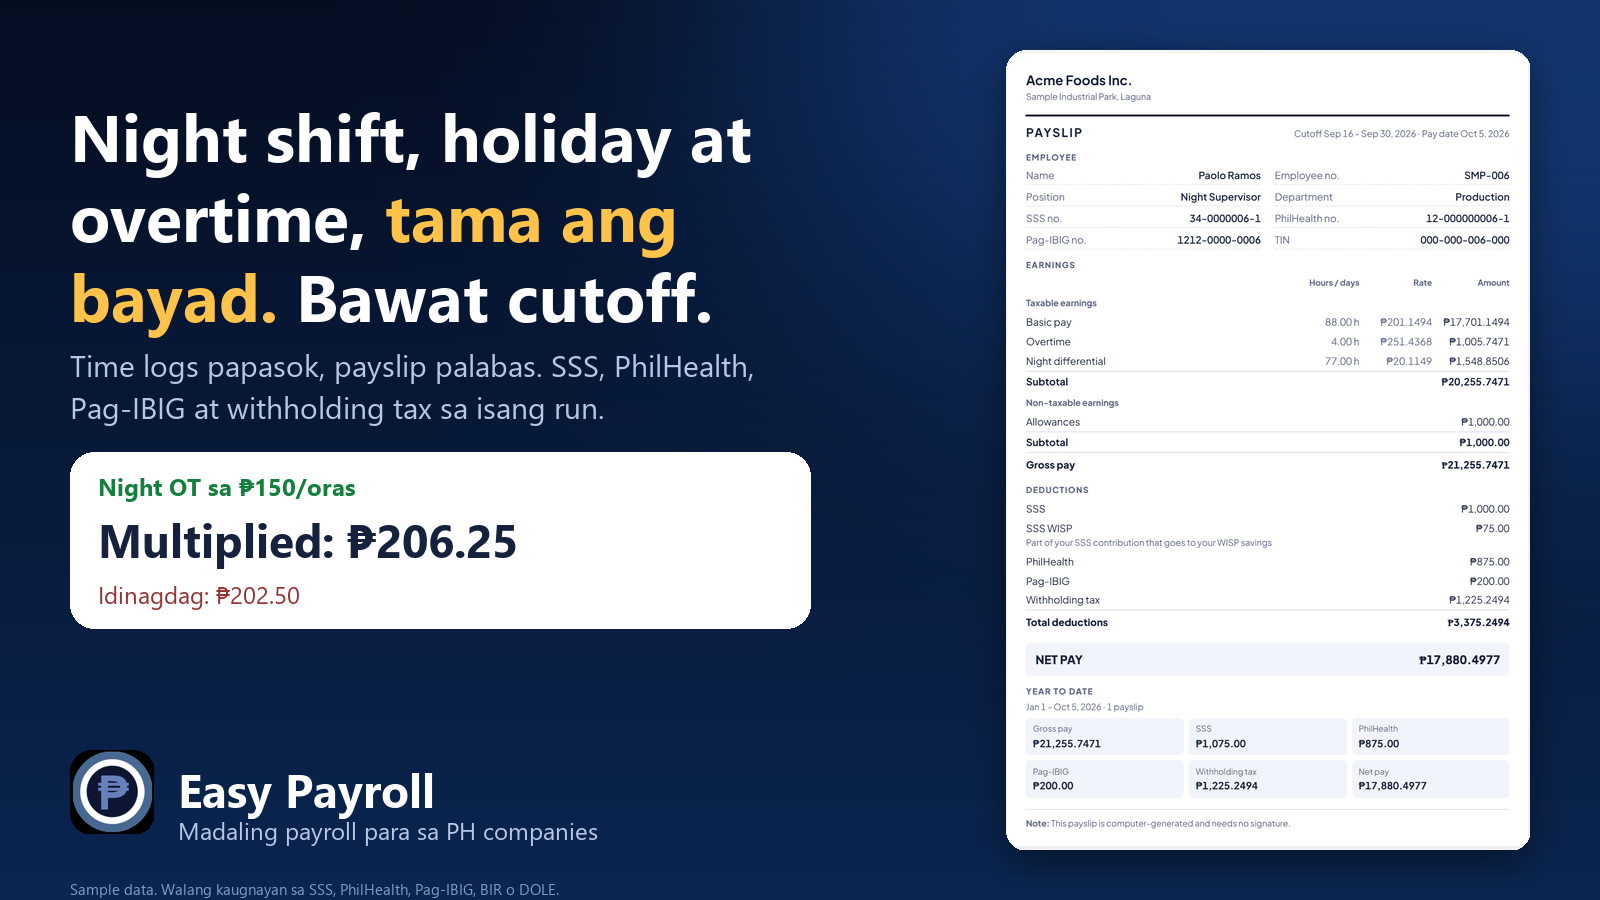 Night shift, holiday at
overtime, tama ang
bayad. Bawat cutoff.
Time logs papasok, payslip palabas. SSS, PhilHealth,
Pag-IBIG at withholding tax sa isang run.
Night OT sa ₱150/oras
Multiplied: ₱206.25
Idinagdag: ₱202.50
₱
Easy Payroll
Madaling payroll para sa PH companies
Sample data. Walang kaugnayan sa SSS, PhilHealth, Pag-IBIG, BIR o DOLE.
Acme Foods Inc.
Sample Industrial Park, Laguna
PAYSLIP Cutoff Sep 16 - Sep 30, 2026 · Pay date Oct 5, 2026
EMPLOYEE
Name Paolo Ramos Employee no. SMP-006
Position Night Supervisor Department Production
SSS no. 34-0000006-1 PhilHealth no. 12-000000006-1
Pag-IBIG no. 1212-0000-0006 TIN 000-000-006-000
EARNINGS
Hours / days Rate Amount
Taxable earnings
Basic pay 88.00 h ₱201.1494 ₱17,701.1494
Overtime 4.00 h ₱251.4368 ₱1,005.7471
Night differential 77.00 h ₱20.1149 ₱1,548.8506
Subtotal ₱20,255.7471
Non-taxable earnings
Allowances ₱1,000.00
Subtotal ₱1,000.00
Gross pay ₱21,255.7471
DEDUCTIONS
SSS ₱1,000.00
SSS WISP ₱75.00
Part of your SSS contribution that goes to your WISP savings
PhilHealth ₱875.00
Pag-IBIG ₱200.00
Withholding tax ₱1,225.2494
Total deductions ₱3,375.2494
NET PAY ₱17,880.4977
YEAR TO DATE
Jan 1 - Oct 5, 2026 · 1 payslip
Gross pay SSS PhilHealth
₱21,255.7471 ₱1,075.00 ₱875.00
Pag-IBIG Withholding tax Net pay
₱200.00 ₱1,225.2494 ₱17,880.4977
Note: This payslip is computer-generated and needs no signature.